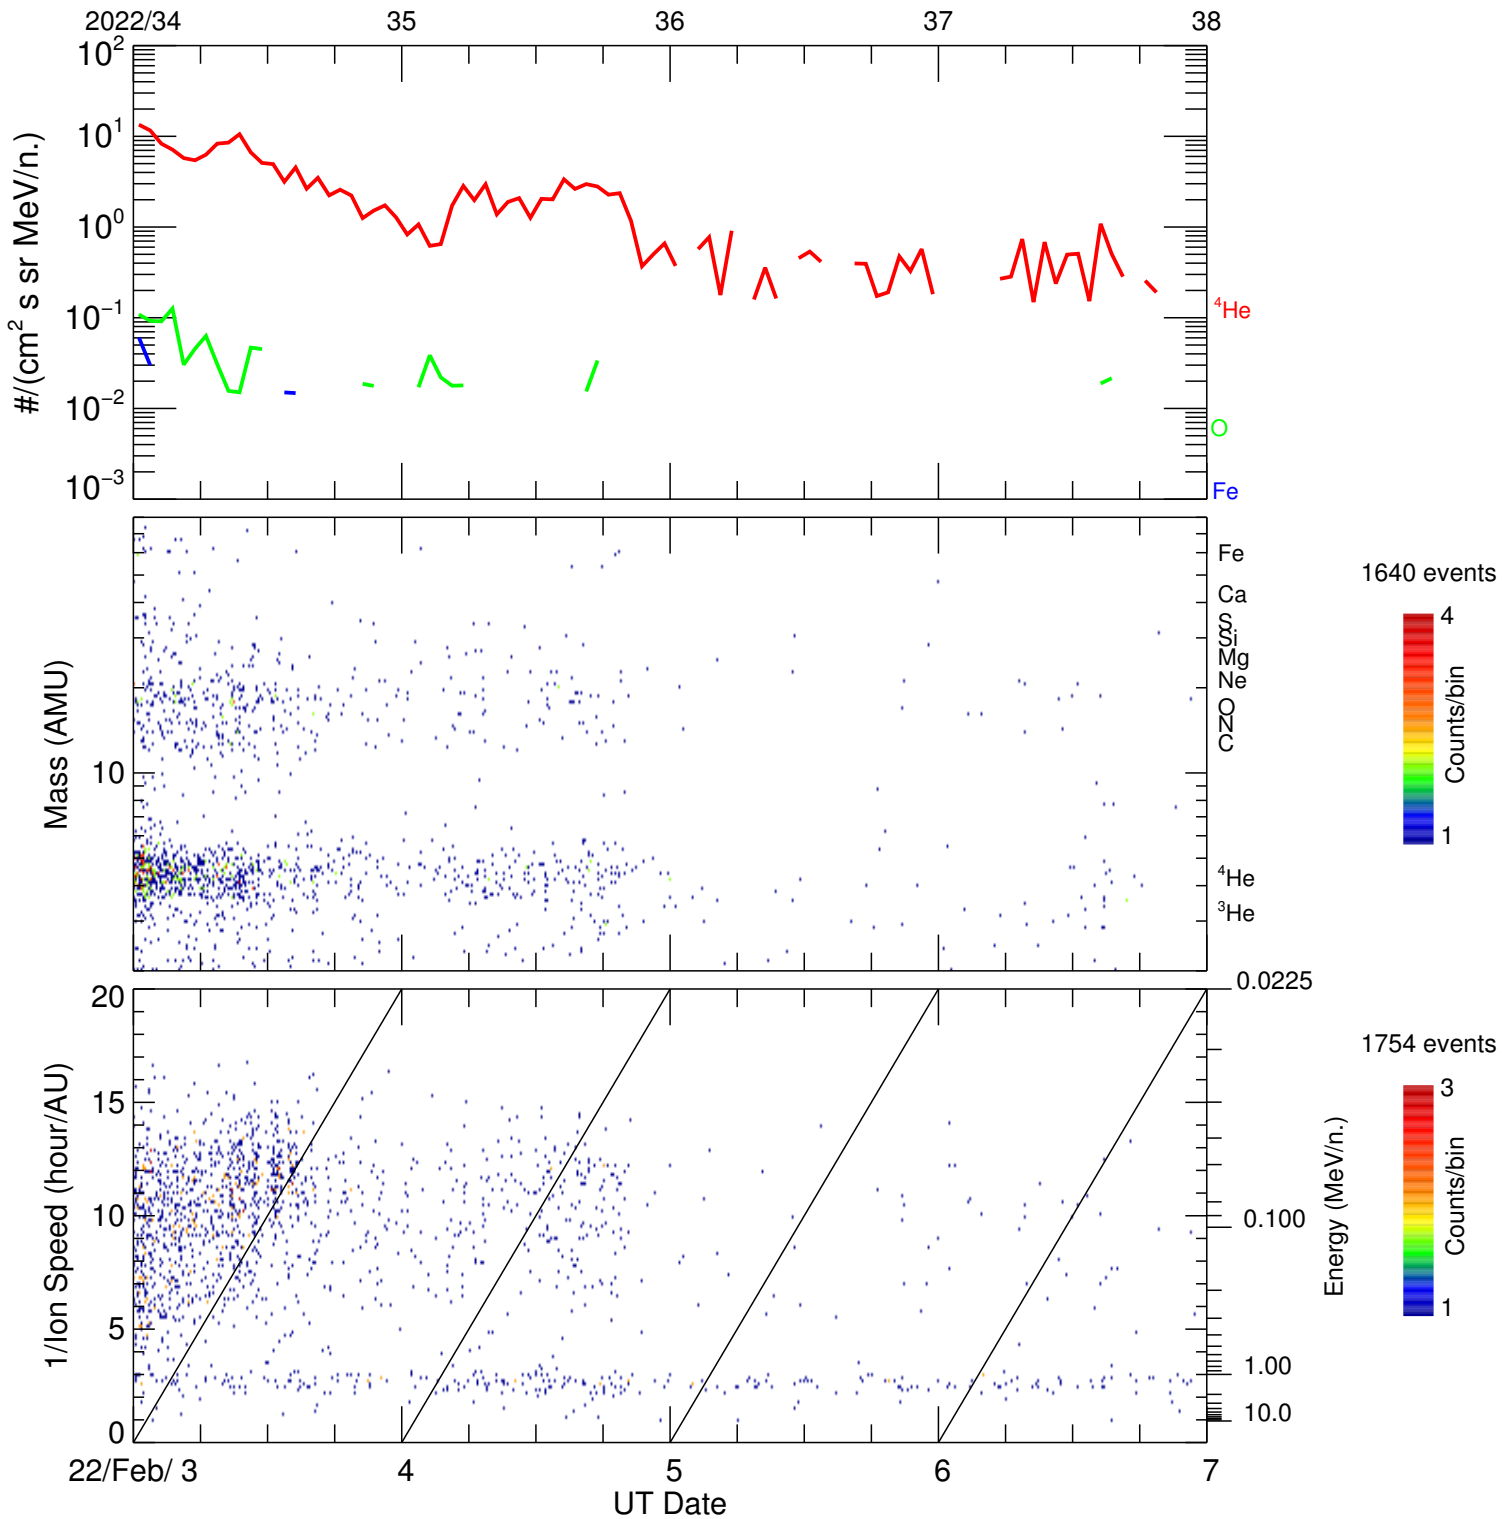 2022/34 35 36 37 38
10²
10¹
10⁰
10⁻¹
10⁻²
10⁻³
#/(cm² s sr MeV/n.)
⁴He
O
Fe
Mass (AMU)
10
Fe
Ca
S
Si
Mg
Ne
O
N
C
⁴He
³He
1640 events
4
Counts/bin
1
1/Ion Speed (hour/AU)
20
15
10
5
0
0.0225
0.100
1.00
10.0
Energy (MeV/n.)
1754 events
3
Counts/bin
1
22/Feb/ 3 4 5 6 7
UT Date